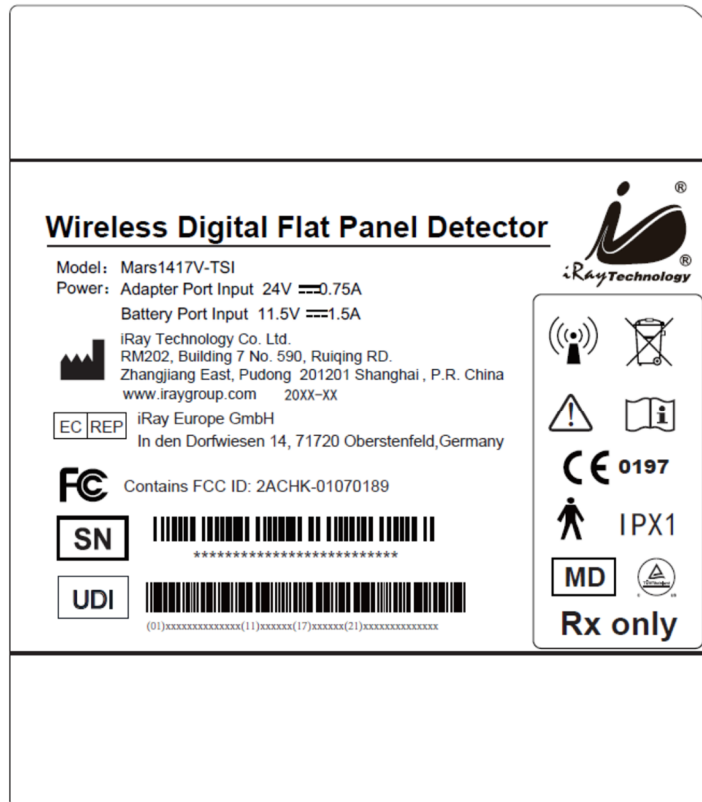 Wireless Digital Flat Panel Detector
®
®
iRayTechnology
Model: Mars1417V-TSI
Power: Adapter Port Input 24V 0.75A
Battery Port Input 11.5V 1.5A
iRay Technology Co. Ltd.
RM202, Building 7 No. 590, Ruiqing RD.
Zhangjiang East, Pudong 201201 Shanghai , P.R. China
www.iraygroup.com 20XX-XX
EC REP
iRay Europe GmbH
In den Dorfwiesen 14, 71720 Oberstenfeld,Germany
FC Contains FCC ID: 2ACHK-01070189
SN
**************************
UDI
(01)xxxxxxxxxxxxxx(11)xxxxxx(17)xxxxxx(21)xxxxxxxxxxxxxx
i
CE 0197
IPX1
MD
Rx only